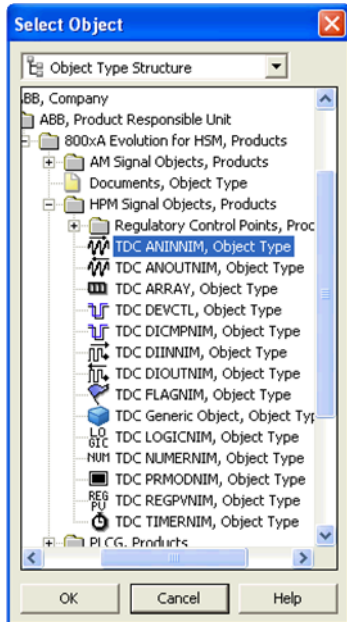 Select Object
Object Type Structure
ABB, Company
ABB, Product Responsible Unit
800xA Evolution for HSM, Products
AM Signal Objects, Products
Documents, Object Type
HPM Signal Objects, Products
Regulatory Control Points, Proc
TDC ANINNIM, Object Type
TDC ANOUTNIM, Object Type
TDC ARRAY, Object Type
TDC DEVCTL, Object Type
TDC DICMPNIM, Object Type
TDC DIINNIM, Object Type
TDC DIOUTNIM, Object Type
TDC FLAGNIM, Object Type
TDC Generic Object, Object Typ
LO GIC TDC LOGICNIM, Object Type
NUM TDC NUMERNIM, Object Type
TDC PRMODNIM, Object Type
REG PV TDC REGPVNIM, Object Type
TDC TIMERNIM, Object Type
PLCG, Products
OK Cancel Help